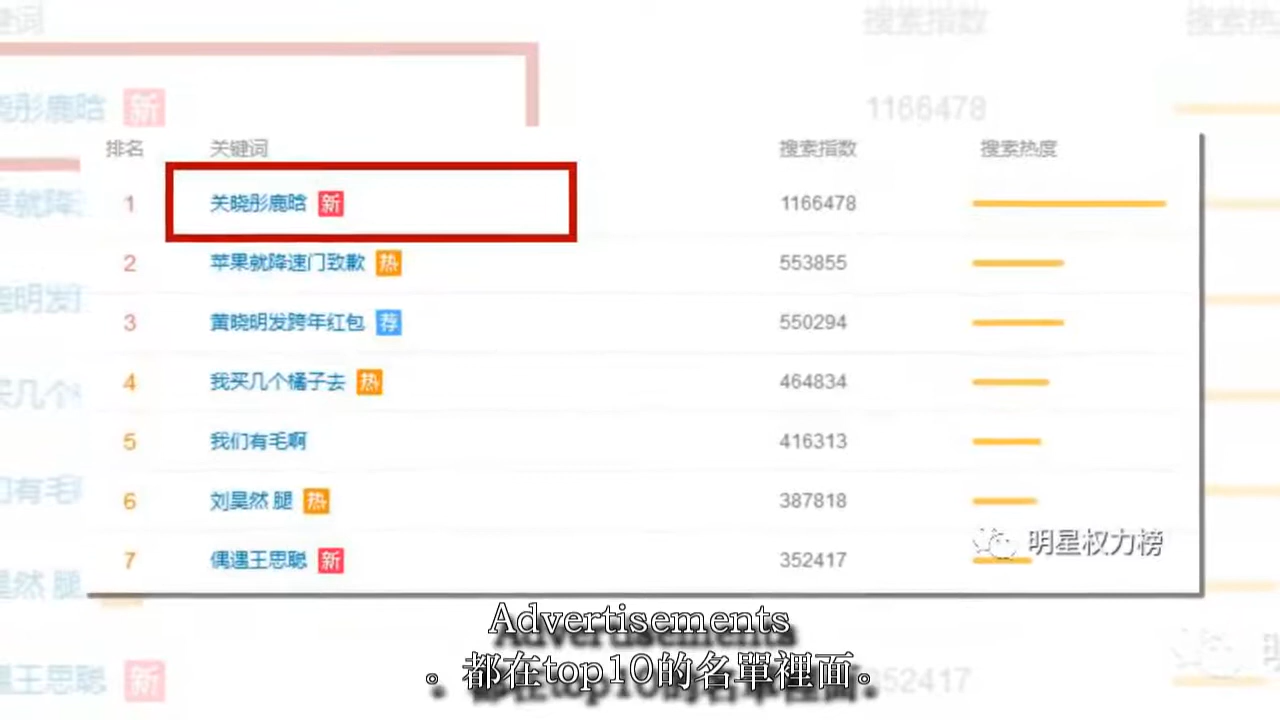 排名 关键词 搜索指数 搜索热度
1 关晓彤鹿晗 新 1166478
2 苹果就降速门致歉 热 553855
3 黄晓明发跨年红包 荐 550294
4 我买几个橘子去 热 464834
5 我们有毛啊 416313
6 刘昊然 腿 热 387818
7 偶遇王思聪 新 352417
明星权力榜
Advertisements
。都在top10的名單裡面。